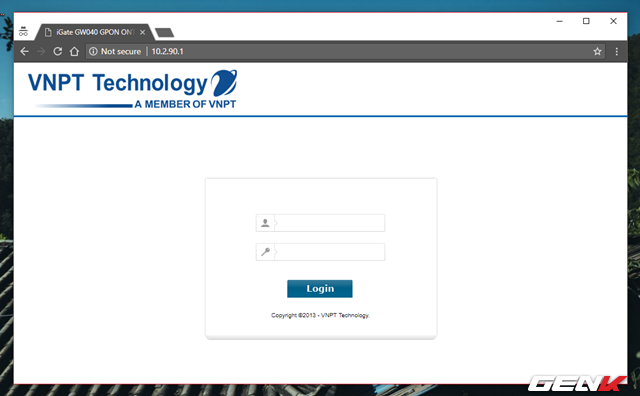 iGate GW040 GPON ONT
Not secure | 10.2.90.1
VNPT Technology
A MEMBER OF VNPT
Login
Copyright ©2013 - VNPT Technology.
GENK